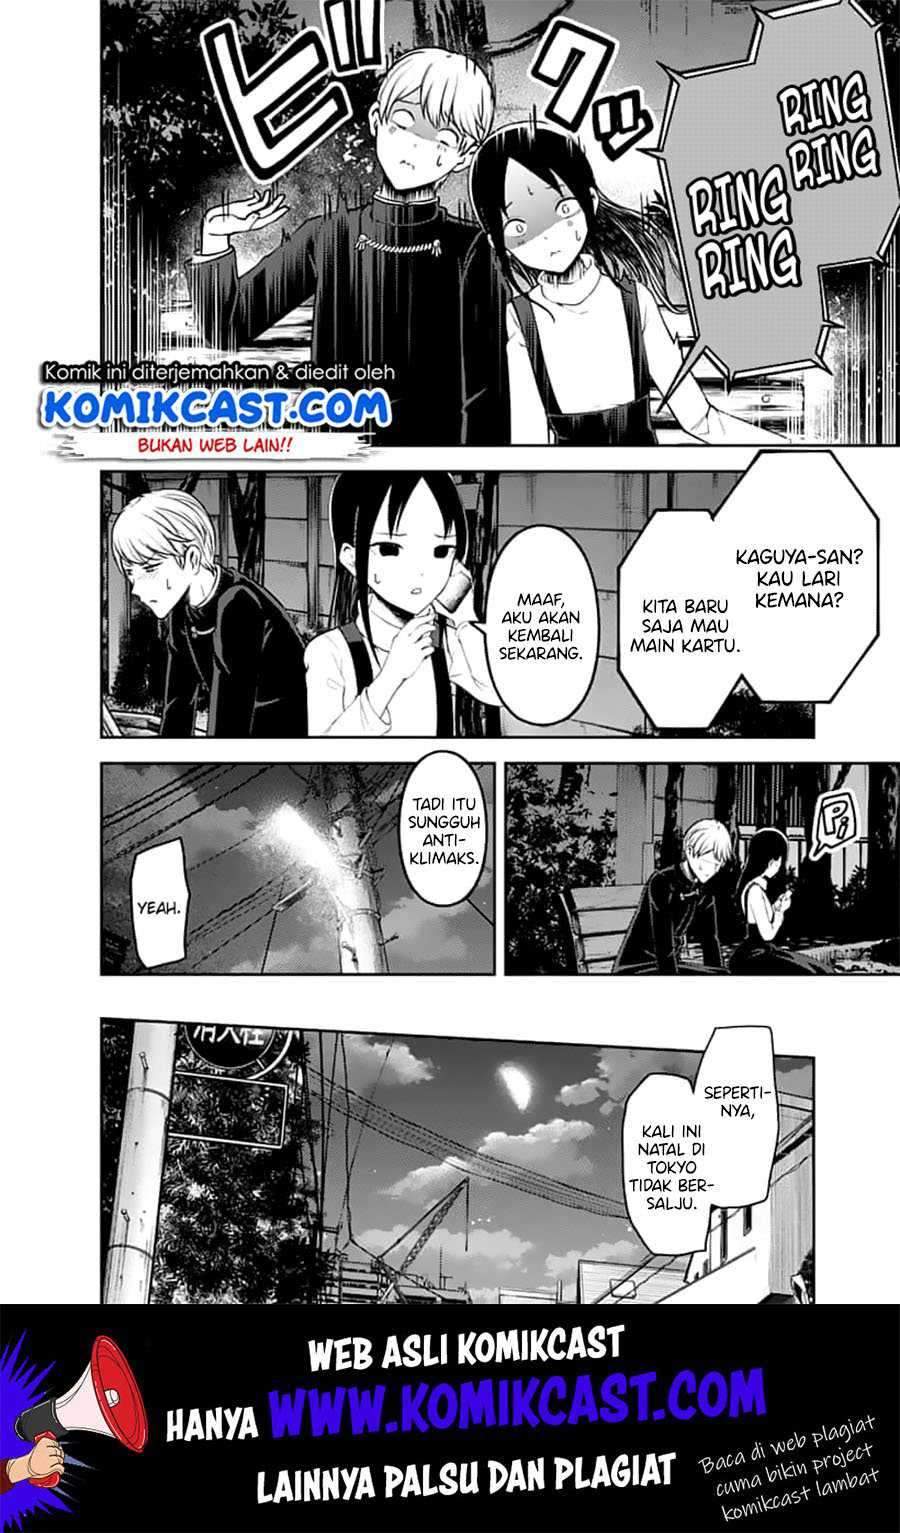 ビクッ
RING
RING
RING
RING
Komik ini diterjemahkan & diedit oleh
KOMIKCAST.COM
BUKAN WEB LAIN!!
KAGUYA-SAN?
KAU LARI
KEMANA?
KITA BARU
SAJA MAU
MAIN KARTU.
MAAF,
AKU AKAN
KEMBALI
SEKARANG.
Pi
TADI ITU
SUNGGUH
ANTI-
KLIMAKS.
YEAH.
消火栓
SEPERTI-
NYA,
KALI INI
NATAL DI
TOKYO
TIDAK BER-
SALJU.
WEB ASLI KOMIKCAST
HANYA WWW.KOMIKCAST.COM
LAINNYA PALSU DAN PLAGIAT
Baca di web plagiat
cuma bikin project
komikcast lambat